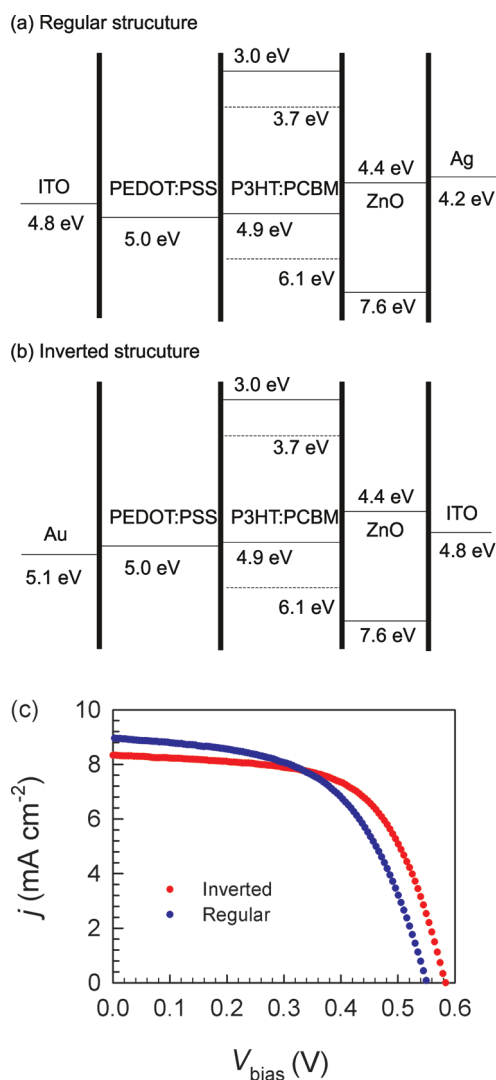 (a) Regular strucuture
3.0 eV
3.7 eV
4.4 eV
Ag
ITO
PEDOT:PSS
P3HT:PCBM
ZnO
4.2 eV
4.8 eV
5.0 eV
4.9 eV
6.1 eV
7.6 eV
(b) Inverted strucuture
3.0 eV
3.7 eV
4.4 eV
PEDOT:PSS
P3HT:PCBM
ITO
Au
ZnO
5.1 eV
5.0 eV
4.9 eV
4.8 eV
6.1 eV
7.6 eV
(c)
10
8
6
4
2
0
j (mA cm⁻²)
Inverted
Regular
0.0 0.1 0.2 0.3 0.4 0.5 0.6
V_bias (V)